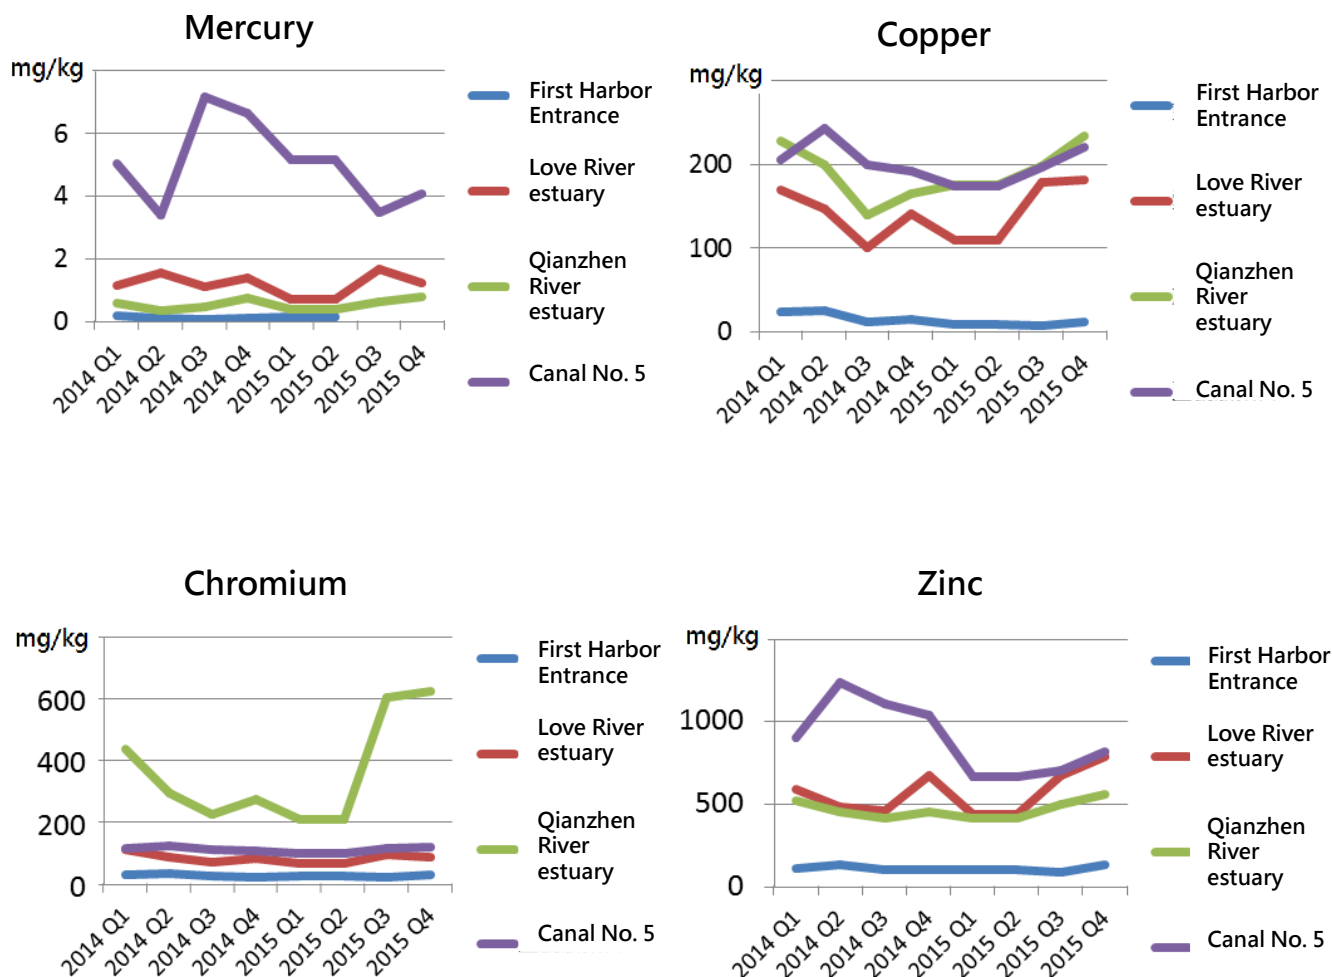 Mercury
mg/kg
6
4
2
0
2014 Q1
2014 Q2
2014 Q3
2014 Q4
2015 Q1
2015 Q2
2015 Q3
2015 Q4
First Harbor
Entrance
Love River
estuary
Qianzhen
River
estuary
Canal No. 5
Copper
mg/kg
200
100
0
2014 Q1
2014 Q2
2014 Q3
2014 Q4
2015 Q1
2015 Q2
2015 Q3
2015 Q4
First Harbor
Entrance
Love River
estuary
Qianzhen
River
estuary
Canal No. 5
Chromium
mg/kg
600
400
200
0
2014 Q1
2014 Q2
2014 Q3
2014 Q4
2015 Q1
2015 Q2
2015 Q3
2015 Q4
First Harbor
Entrance
Love River
estuary
Qianzhen
River
estuary
Canal No. 5
Zinc
mg/kg
1000
500
0
2014 Q1
2014 Q2
2014 Q3
2014 Q4
2015 Q1
2015 Q2
2015 Q3
2015 Q4
First Harbor
Entrance
Love River
estuary
Qianzhen
River
estuary
Canal No. 5